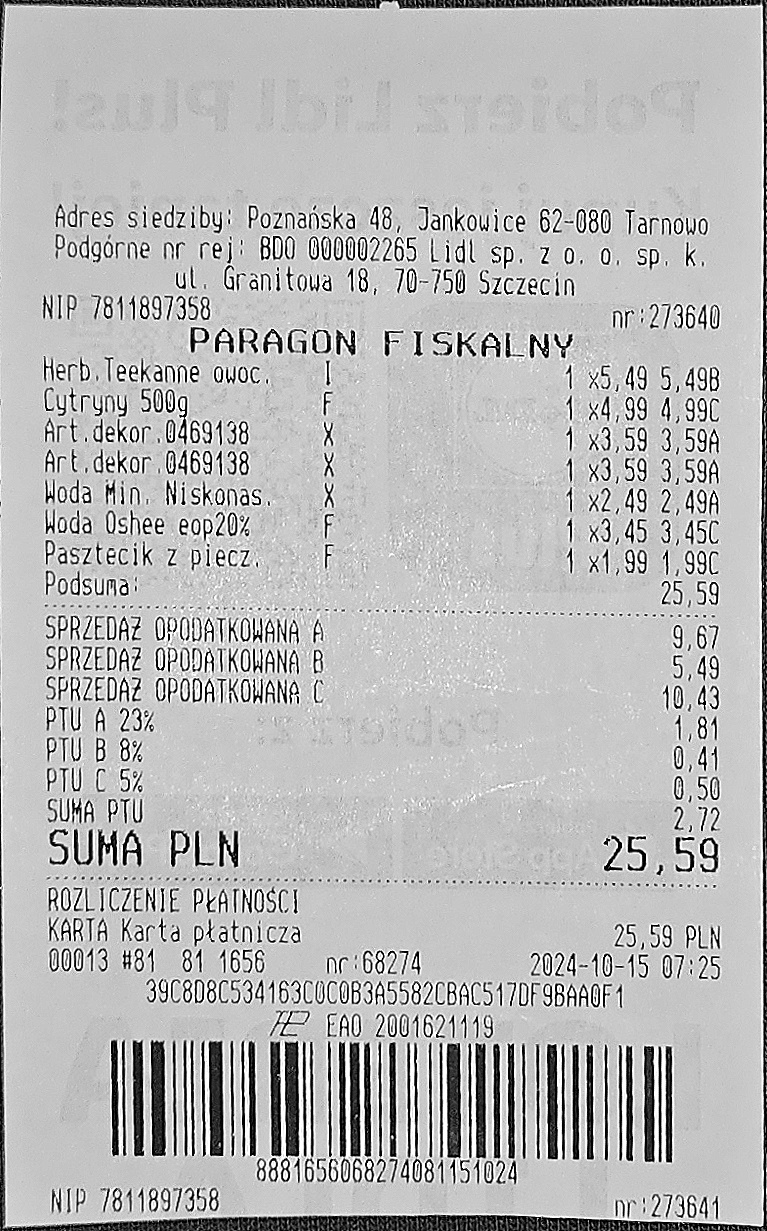 Pobierz Lidl Plus!
Adres siedziby: Poznańska 48, Jankowice 62-080 Tarnowo
Podgórne nr rej: BDO 000002265 Lidl sp. z o. o. sp. k.
ul. Granitowa 18, 70-750 Szczecin
NIP 7811897358 nr:273640
PARAGON FISKALNY
Herb.Teekanne owoc. I 1 x5,49 5,49B
Cytryny 500g F 1 x4,99 4,99C
Art.dekor.0469138 X 1 x3,59 3,59A
Art.dekor.0469138 X 1 x3,59 3,59A
Woda Min. Niskonas. X 1 x2,49 2,49A
Woda Oshee eop20% F 1 x3,45 3,45C
Pasztecik z piecz. F 1 x1,99 1,99C
Podsuma: 25,59
SPRZEDAŻ OPODATKOWANA A 9,67
SPRZEDAŻ OPODATKOWANA B 5,49
SPRZEDAŻ OPODATKOWANA C 10,43
PTU A 23% 1,81
PTU B 8% 0,41
PTU C 5% 0,50
SUMA PTU 2,72
SUMA PLN 25,59
ROZLICZENIE PŁATNOŚCI
KARTA Karta płatnicza 25,59 PLN
00013 #81 81 1656 nr:68274 2024-10-15 07:25
39C8D8C534163C0C0B3A5582CBAC517DF9BAA0F1
EAO 2001621119
888165606827408115​1024
NIP 7811897358 nr:273641